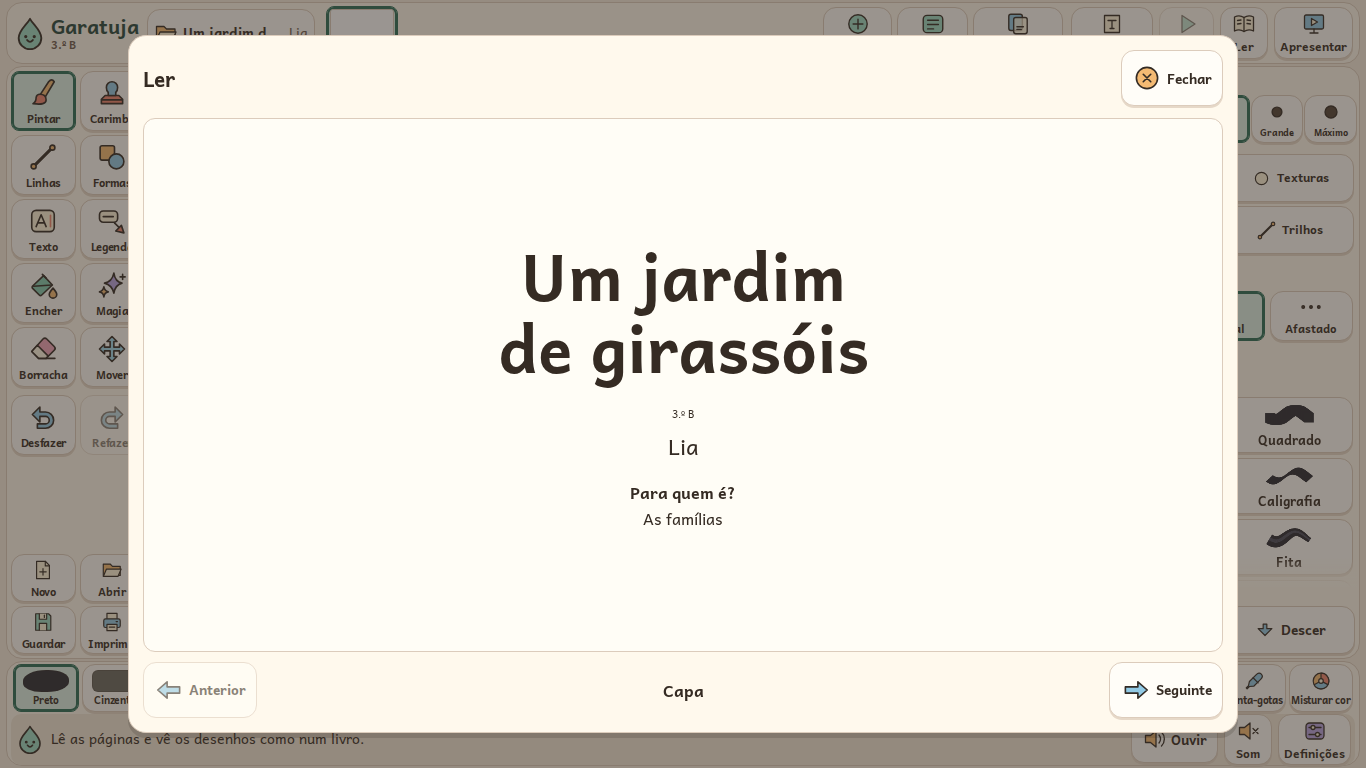 Garatuja
3.º B
Um jardim d...
Lia
Ler
Apresentar
Ler
Fechar
Pintar
Carimb
Linhas
Formas
Texto
Legend
Encher
Magia
Borracha
Mover
Desfazer
Refaze
Novo
Abrir
Guardar
Imprim
Um jardim
de girassóis
3.º B
Lia
Para quem é?
As famílias
Anterior
Capa
Seguinte
Grande
Máximo
Texturas
Trilhos
al
Afastado
Quadrado
Caligrafia
Fita
Descer
Preto
Cinzent
nta-gotas
Misturar cor
Lê as páginas e vê os desenhos como num livro.
Ouvir
Som
Definições